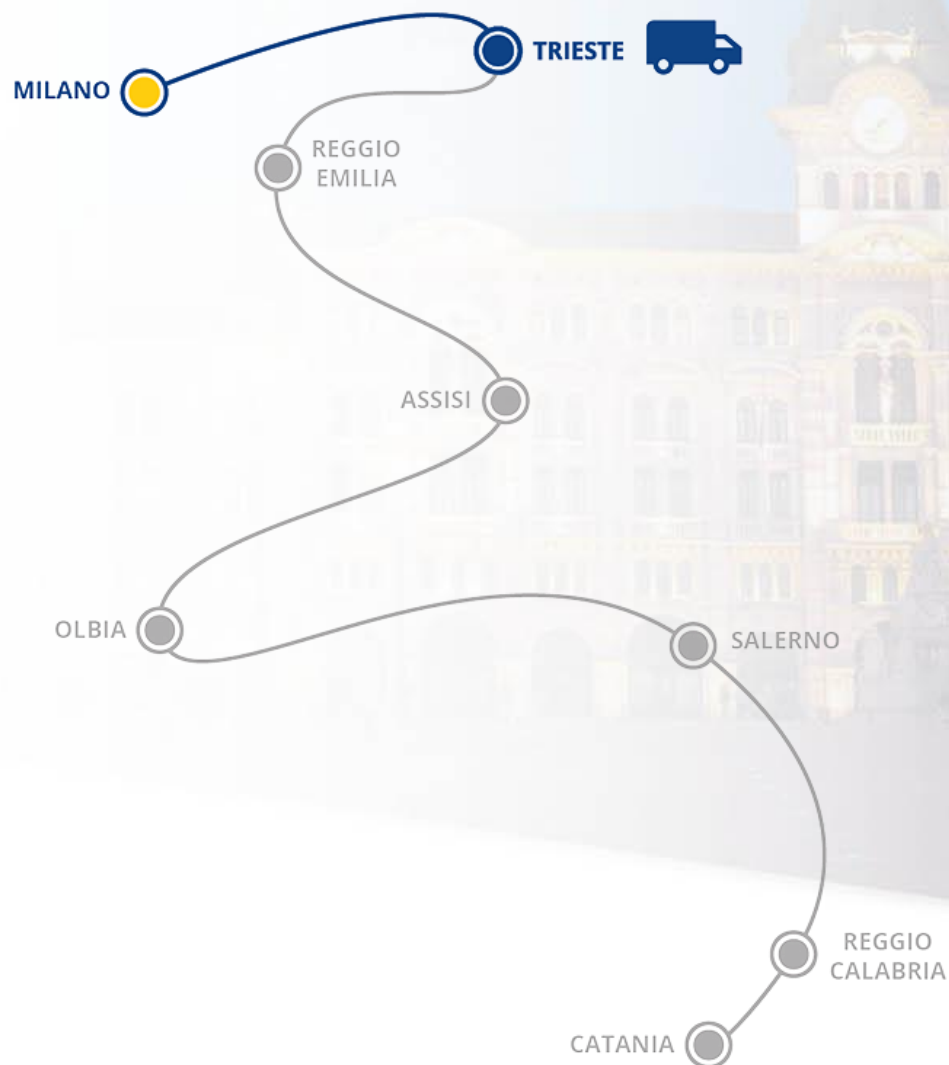 TRIESTE
MILANO
REGGIO
EMILIA
ASSISI
OLBIA
SALERNO
REGGIO
CALABRIA
CATANIA